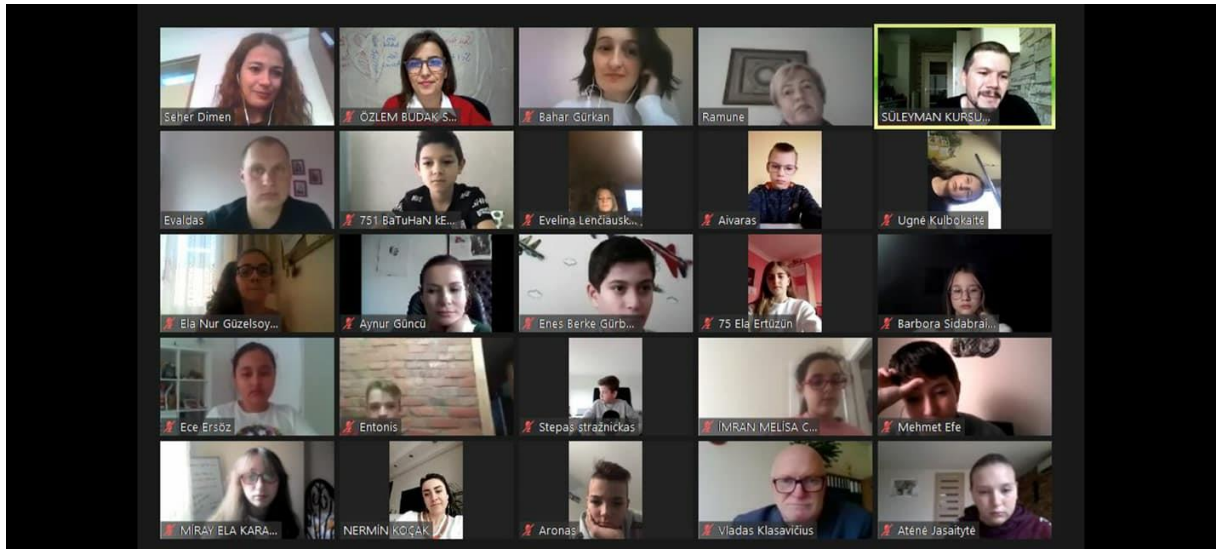 Seher Dimen
ÖZLEM BUDAK S...
Bahar Gürkan
Ramune
SÜLEYMAN KURSU...
Evaldas
751 BaTuHaN kE...
Evelina Lenčiausk...
Aivaras
Ugnė Kulbokaitė
Ela Nur Güzelsoy...
Aynur Güncü
Enes Berke Gürb...
75 Ela Ertüzün
Barbora Sidabrai...
Ece Ersöz
Entonis
Stepas stražnickas
İMRAN MELİSA C...
Mehmet Efe
MİRAY ELA KARA...
NERMİN KOÇAK
Aronas
Vladas Klasavičius
Atėnė Jasaitytė